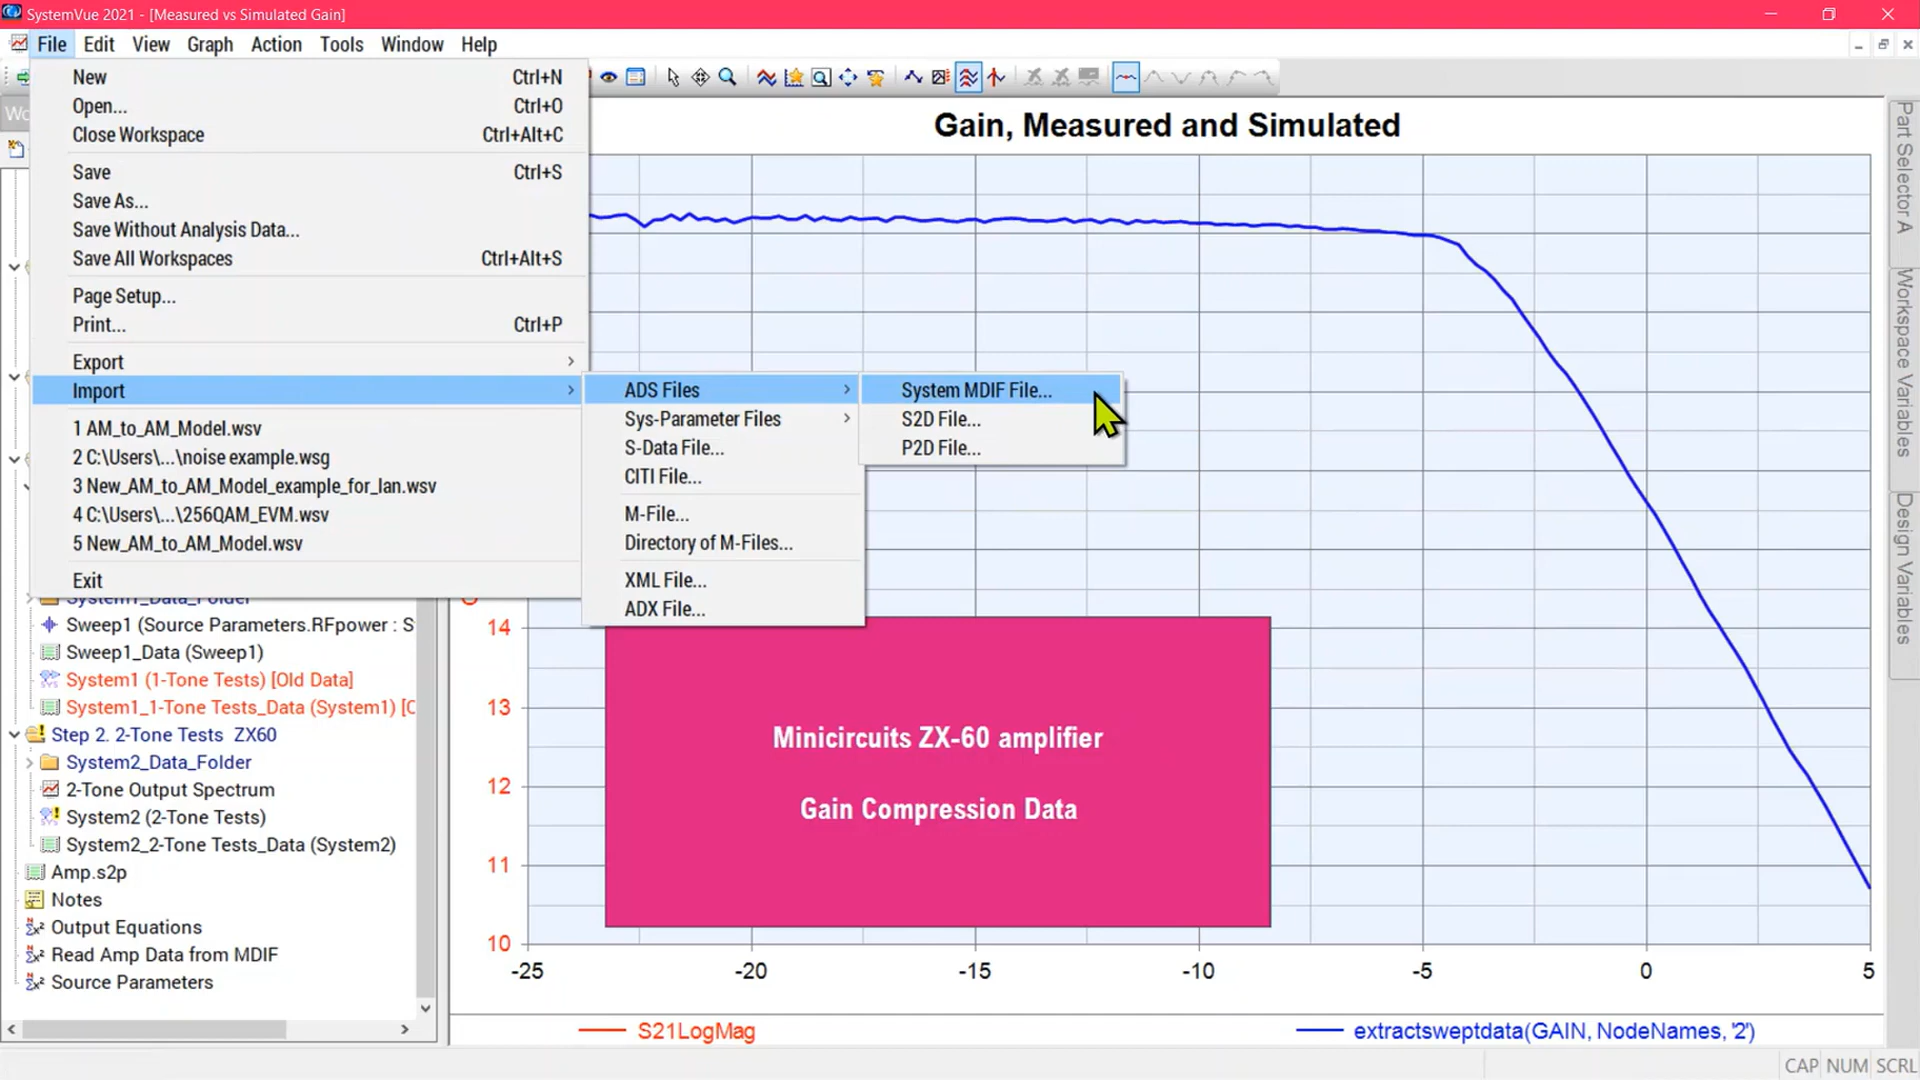 SystemVue 2021 - [Measured vs Simulated Gain]
File Edit View Graph Action Tools Window Help
New Ctrl+N
Open... Ctrl+O
Close Workspace Ctrl+Alt+C
Save Ctrl+S
Save As...
Save Without Analysis Data...
Save All Workspaces Ctrl+Alt+S
Page Setup...
Print... Ctrl+P
Export
Import
1 AM_to_AM_Model.wsv
2 C:\Users\...\noise example.wsg
3 New_AM_to_AM_Model_example_for_Ian.wsv
4 C:\Users\...\256QAM_EVM.wsv
5 New_AM_to_AM_Model.wsv
Exit
ADS Files
Sys-Parameter Files
S-Data File...
CITI File...
M-File...
Directory of M-Files...
XML File...
ADX File...
System MDIF File...
S2D File...
P2D File...
Wo
System1_Data_Folder
Sweep1 (Source Parameters.RFpower : S
Sweep1_Data (Sweep1)
System1 (1-Tone Tests) [Old Data]
System1_1-Tone Tests_Data (System1) [O
Step 2. 2-Tone Tests ZX60
System2_Data_Folder
2-Tone Output Spectrum
System2 (2-Tone Tests)
System2_2-Tone Tests_Data (System2)
Amp.s2p
Notes
Output Equations
Read Amp Data from MDIF
Source Parameters
Gain, Measured and Simulated
14
13
12
11
10
-25 -20 -15 -10 -5 0 5
Minicircuits ZX-60 amplifier
Gain Compression Data
S21LogMag
extractsweptdata(GAIN, NodeNames, '2')
Part Selector A
Workspace Variables
Design Variables
CAP NUM SCRL